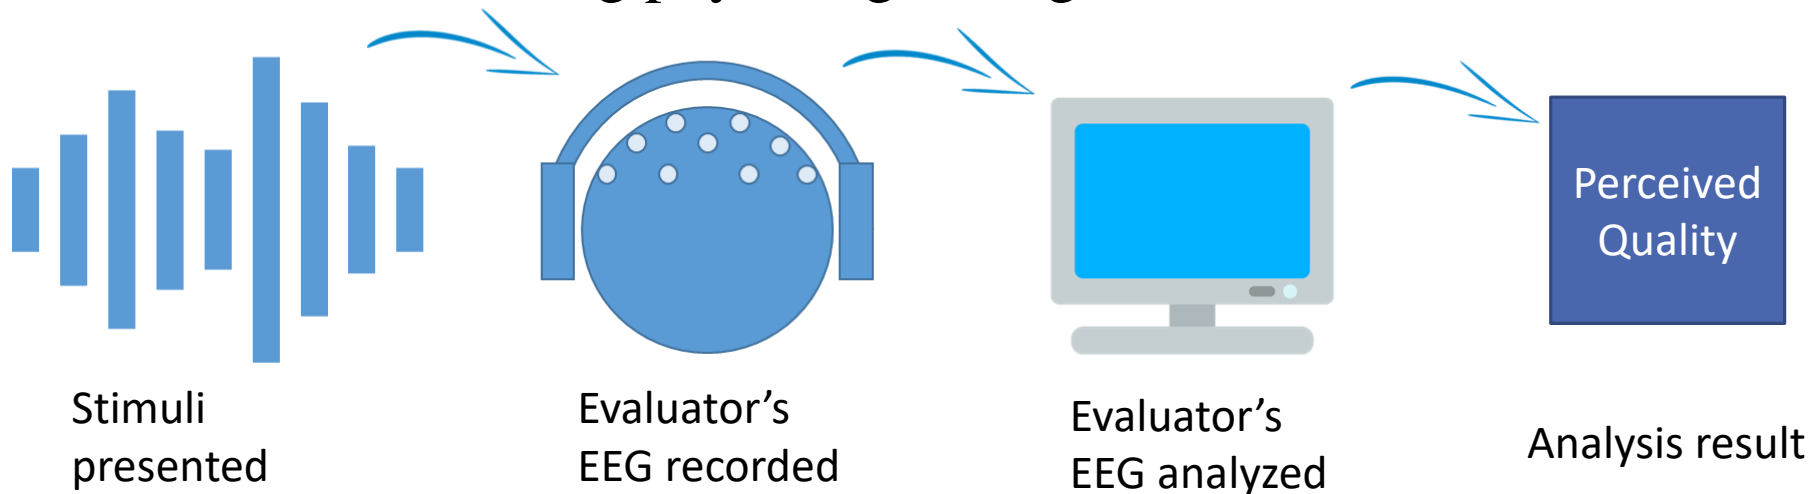 Perceived
Quality
Stimuli
presented
Evaluator’s
EEG recorded
Evaluator’s
EEG analyzed
Analysis result